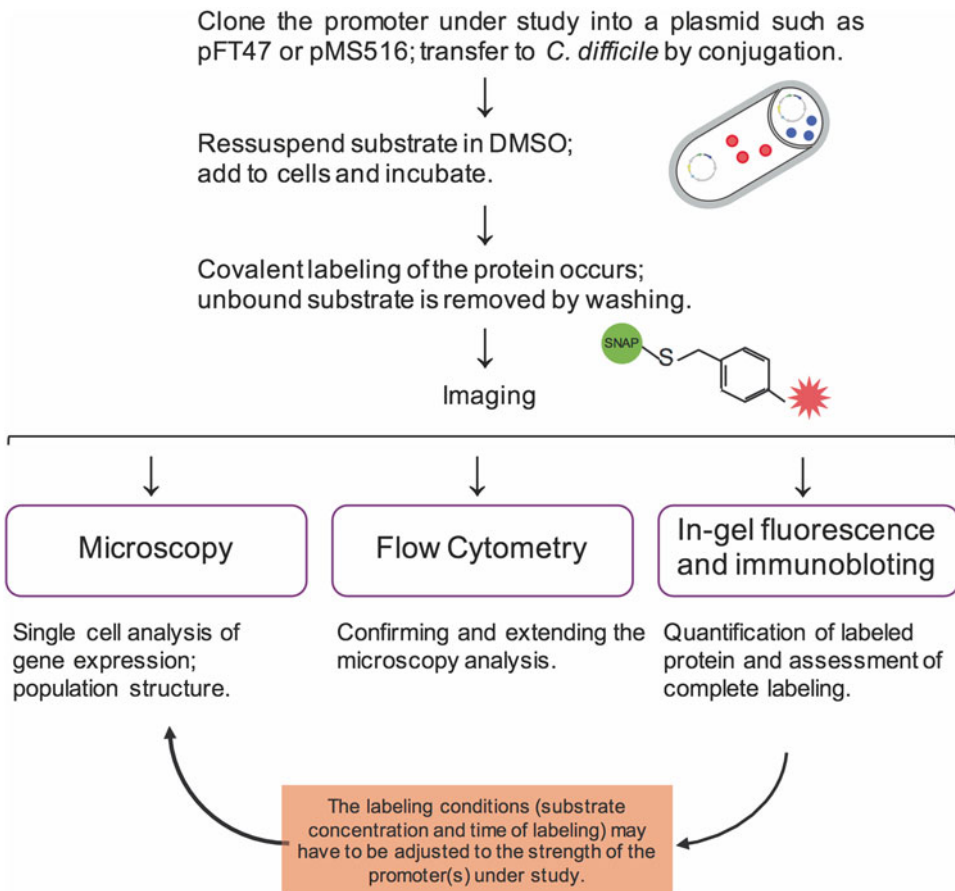 Clone the promoter under study into a plasmid such as
pFT47 or pMS516; transfer to C. difficile by conjugation.
Ressuspend substrate in DMSO;
add to cells and incubate.
Covalent labeling of the protein occurs;
unbound substrate is removed by washing.
SNAP
S
Imaging
Microscopy
Flow Cytometry
In-gel fluorescence
and immunobloting
Single cell analysis of
gene expression;
population structure.
Confirming and extending the
microscopy analysis.
Quantification of labeled
protein and assessment of
complete labeling.
The labeling conditions (substrate
concentration and time of labeling) may
have to be adjusted to the strength of the
promoter(s) under study.